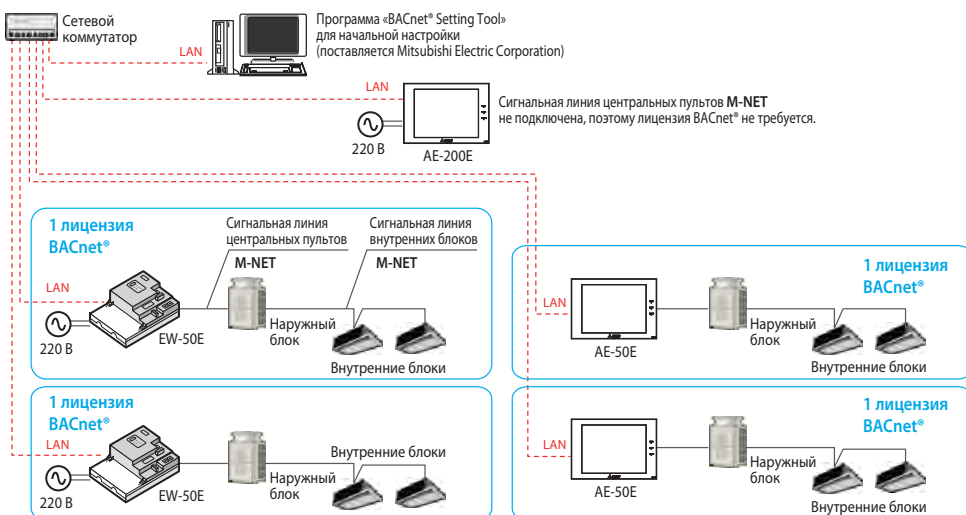 Сетевой
коммутатор
LAN
Программа «BACnet® Setting Tool»
для начальной настройки
(поставляется Mitsubishi Electric Corporation)
LAN
220 В
AE-200E
Сигнальная линия центральных пультов M-NET
не подключена, поэтому лицензия BACnet® не требуется.
1 лицензия
BACnet®
Сигнальная линия
центральных пультов
M-NET
Сигнальная линия
внутренних блоков
M-NET
LAN
220 В
EW-50E
Наружный
блок
Внутренние блоки
1 лицензия
BACnet®
LAN
AE-50E
Наружный
блок
Внутренние блоки
1 лицензия
BACnet®
LAN
220 В
EW-50E
Наружный
блок
Внутренние блоки
1 лицензия
BACnet®
LAN
AE-50E
Наружный
блок
Внутренние блоки